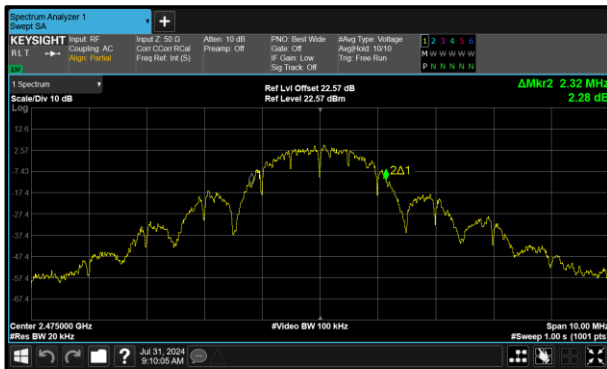 Spectrum Analyzer 1
Swept SA
+
KEYSIGHT
R L T
LW
Input: RF
Coupling: AC
Align: Partial
Input Z: 50 Ω
Corr CCorr RCal
Freq Ref: Int (S)
Atten: 10 dB
Preamp: Off
PNO: Best Wide
Gate: Off
IF Gain: Low
Sig Track: Off
#Avg Type: Voltage
Avg|Hold: 10/10
Trig: Free Run
1 2 3 4 5 6
M W W W W W
P N N N N N
1 Spectrum
Scale/Div 10 dB
Ref Lvl Offset 22.57 dB
Ref Level 22.57 dBm
ΔMkr2 2.32 MHz
2.28 dB
Log
12.6
2.57
-7.43
-17.4
-27.4
-37.4
-47.4
-57.4
-67.4
2Δ1
Center 2.475000 GHz
#Res BW 20 kHz
#Video BW 100 kHz
Span 10.00 MHz
#Sweep 1.00 s (1001 pts)
?
Jul 31, 2024
9:10:05 AM